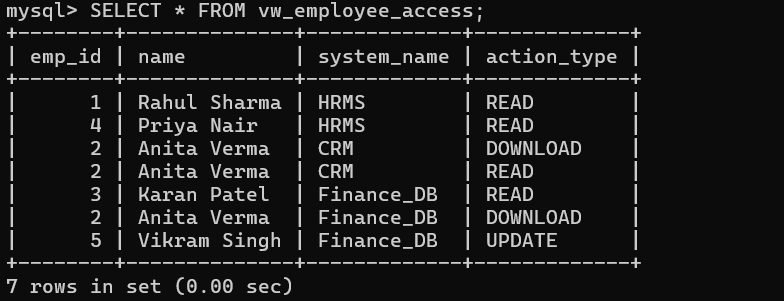 mysql> SELECT * FROM vw_employee_access;
+--------+--------------+-------------+-------------+
| emp_id | name         | system_name | action_type |
+--------+--------------+-------------+-------------+
|      1 | Rahul Sharma | HRMS        | READ        |
|      4 | Priya Nair   | HRMS        | READ        |
|      2 | Anita Verma  | CRM         | DOWNLOAD    |
|      2 | Anita Verma  | CRM         | READ        |
|      3 | Karan Patel  | Finance_DB  | READ        |
|      2 | Anita Verma  | Finance_DB  | DOWNLOAD    |
|      5 | Vikram Singh | Finance_DB  | UPDATE      |
+--------+--------------+-------------+-------------+
7 rows in set (0.00 sec)